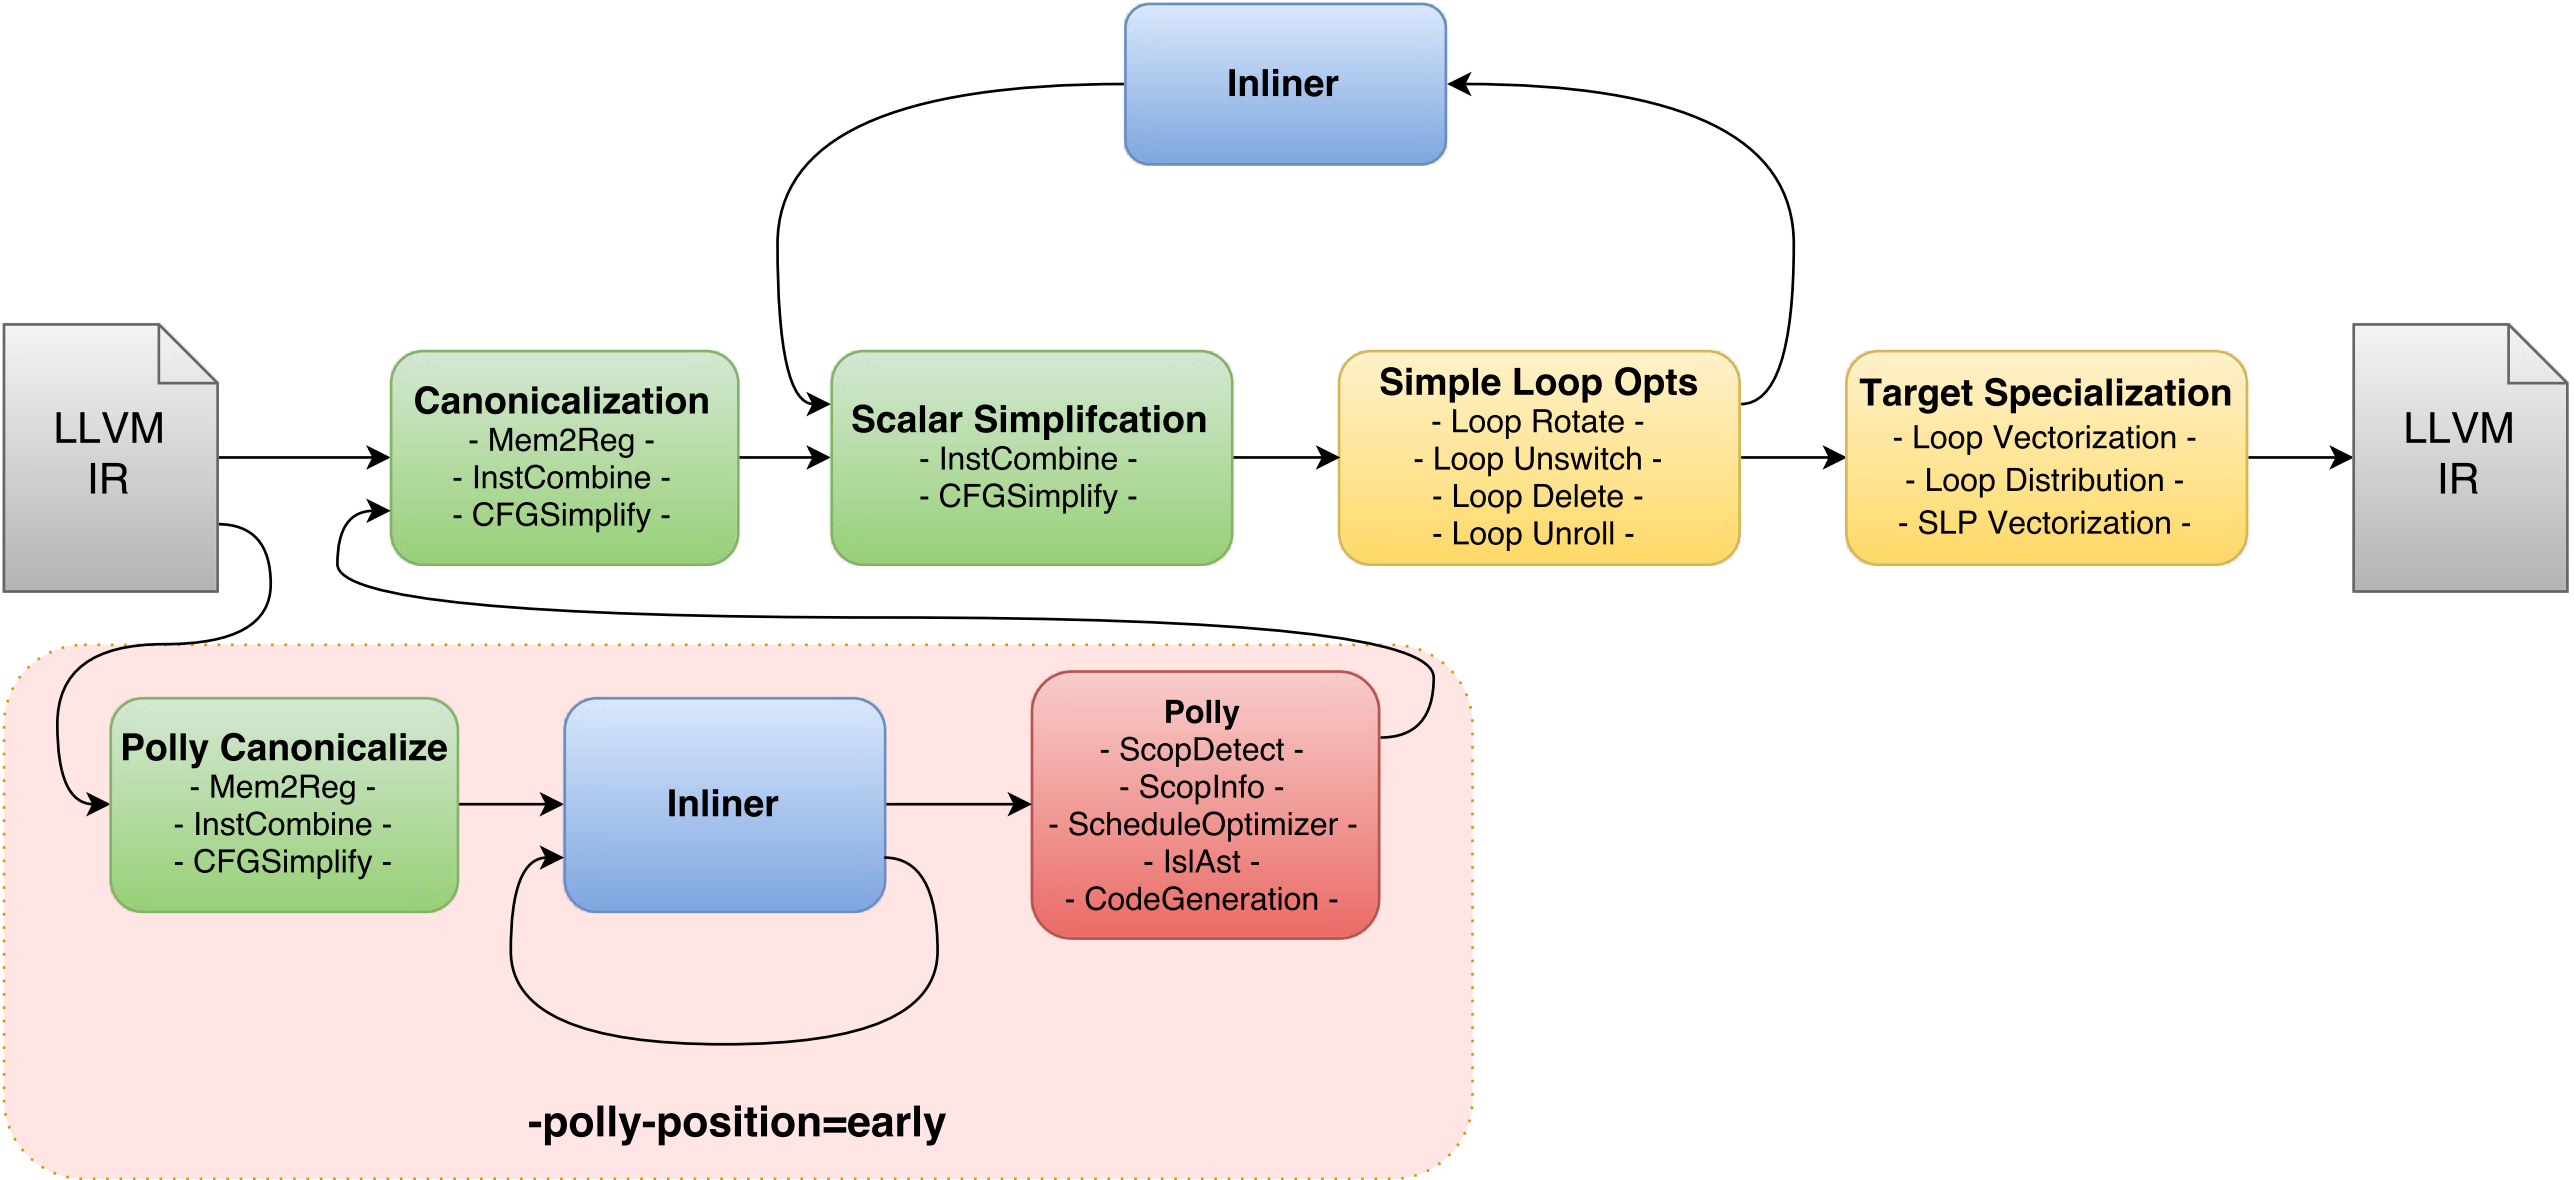 Inliner
LLVM
IR
Canonicalization
- Mem2Reg -
- InstCombine -
- CFGSimplify -
Scalar Simplifcation
- InstCombine -
- CFGSimplify -
Simple Loop Opts
- Loop Rotate -
- Loop Unswitch -
- Loop Delete -
- Loop Unroll -
Target Specialization
- Loop Vectorization -
- Loop Distribution -
- SLP Vectorization -
LLVM
IR
Polly Canonicalize
- Mem2Reg -
- InstCombine -
- CFGSimplify -
Inliner
Polly
- ScopDetect -
- ScopInfo -
- ScheduleOptimizer -
- IslAst -
- CodeGeneration -
-polly-position=early